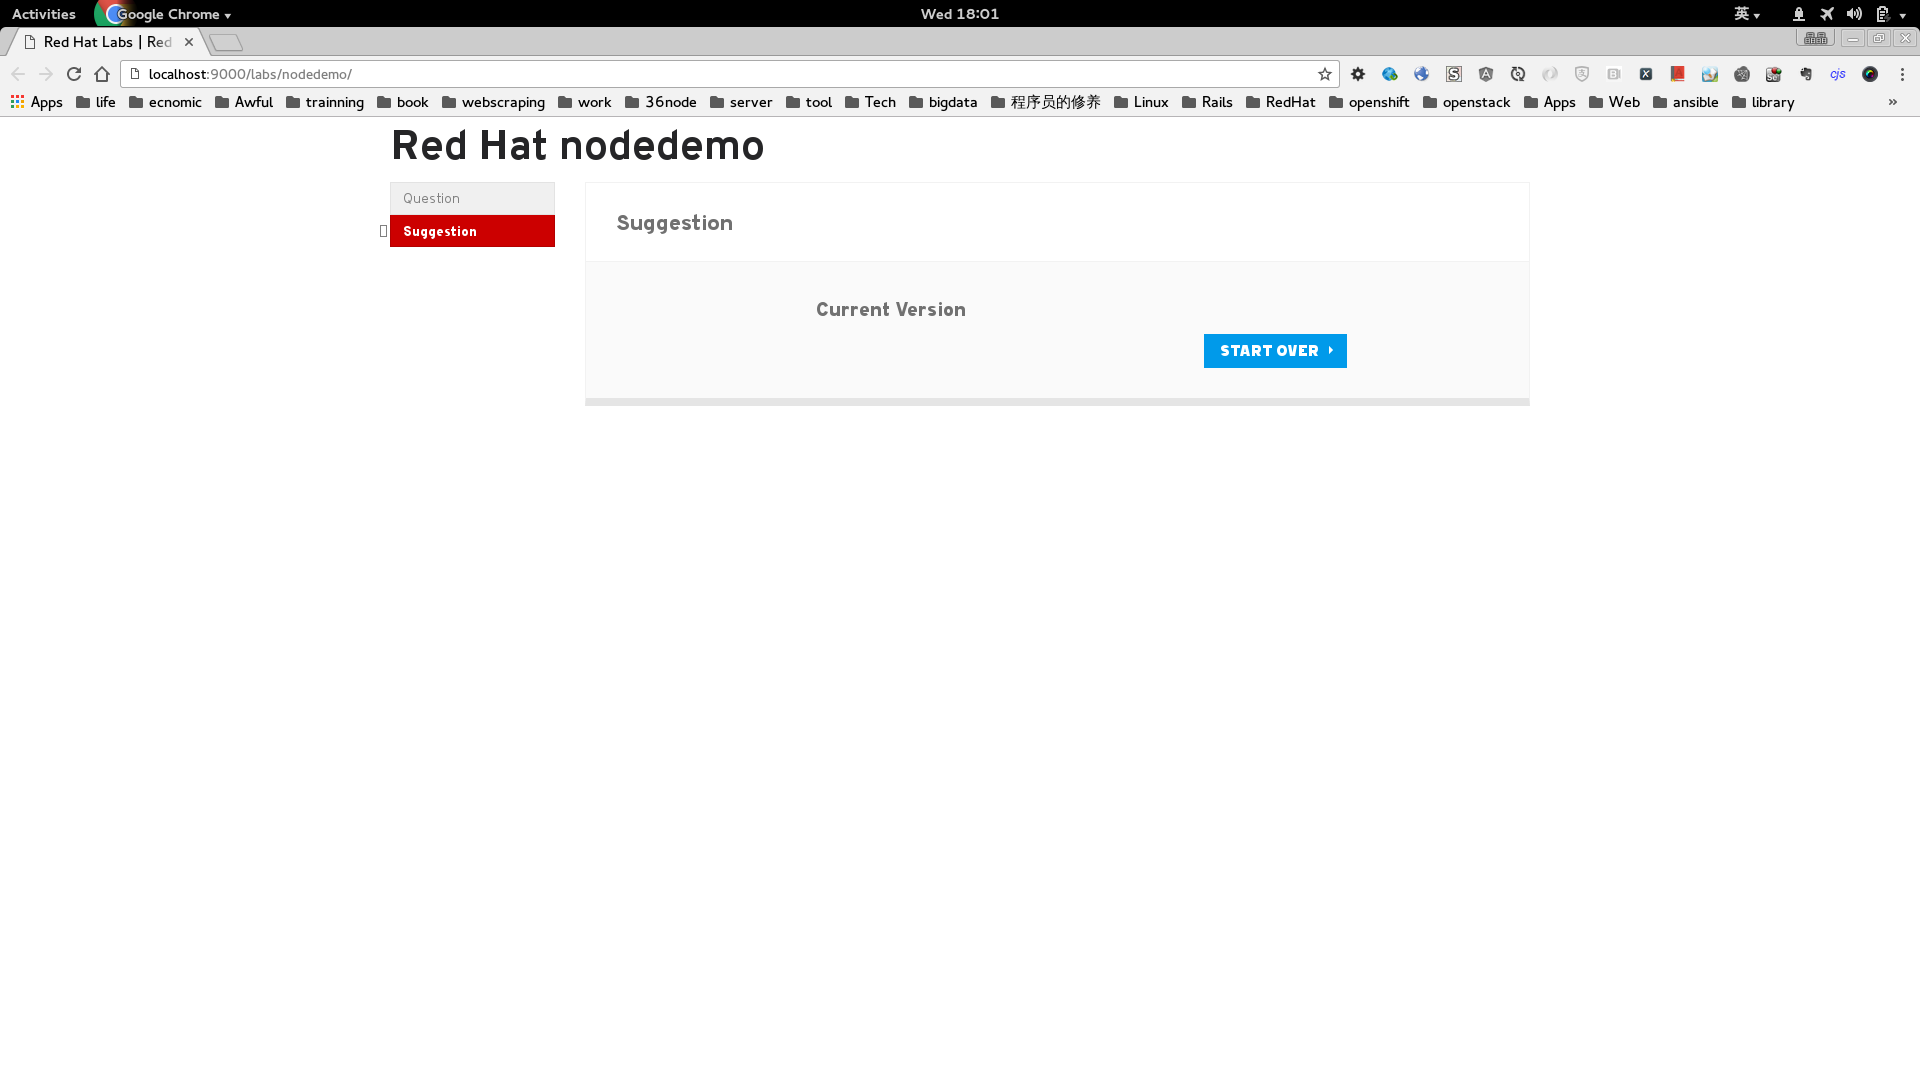 Activities Google Chrome Wed 18:01 英
Red Hat Labs | Red
localhost:9000/labs/nodedemo/ cjs
Apps life ecnomic Awful trainning book webscraping work 36node server tool Tech bigdata 程序员的修养 Linux Rails RedHat openshift openstack Apps Web ansible library »
Red Hat nodedemo
Question
Suggestion
Suggestion
Current Version
START OVER